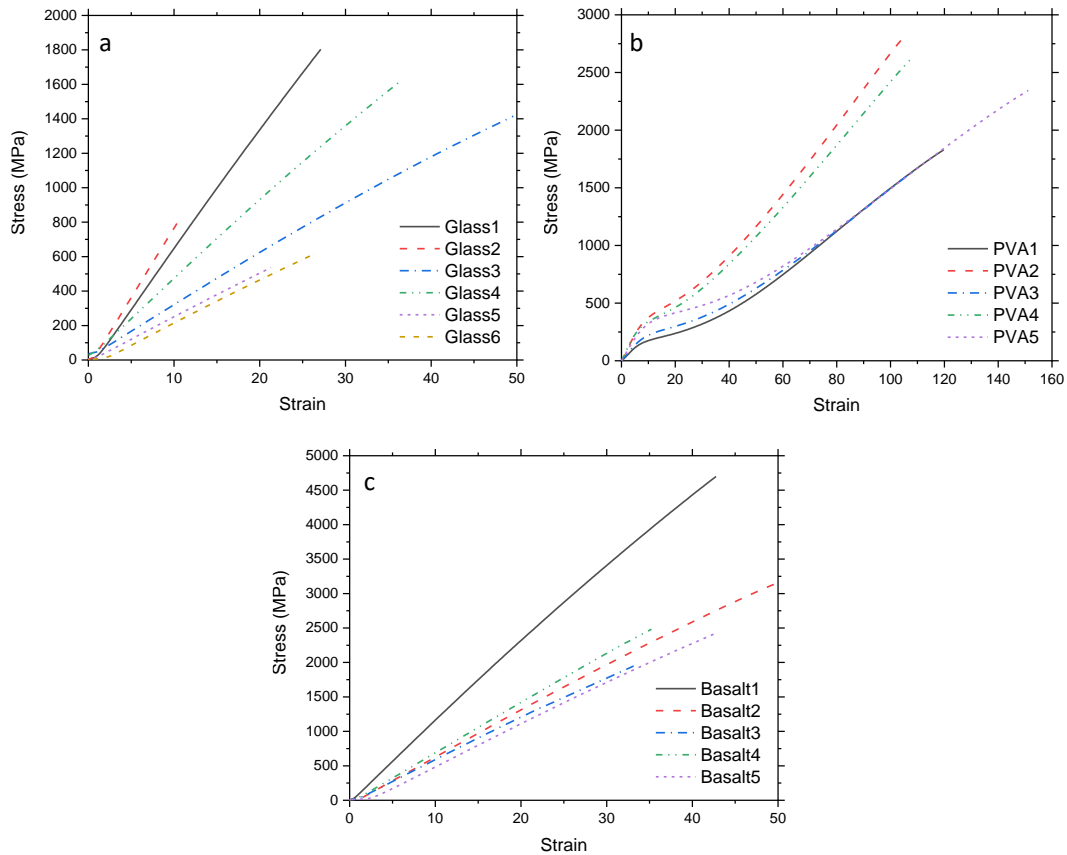 a
2000
1800
1600
1400
1200
1000
800
600
400
200
0
Stress (MPa)
Glass1
Glass2
Glass3
Glass4
Glass5
Glass6
0 10 20 30 40 50
Strain
b
3000
2500
2000
1500
1000
500
0
Stress (MPa)
PVA1
PVA2
PVA3
PVA4
PVA5
0 20 40 60 80 100 120 140 160
Strain
c
5000
4500
4000
3500
3000
2500
2000
1500
1000
500
0
Stress (MPa)
Basalt1
Basalt2
Basalt3
Basalt4
Basalt5
0 10 20 30 40 50
Strain